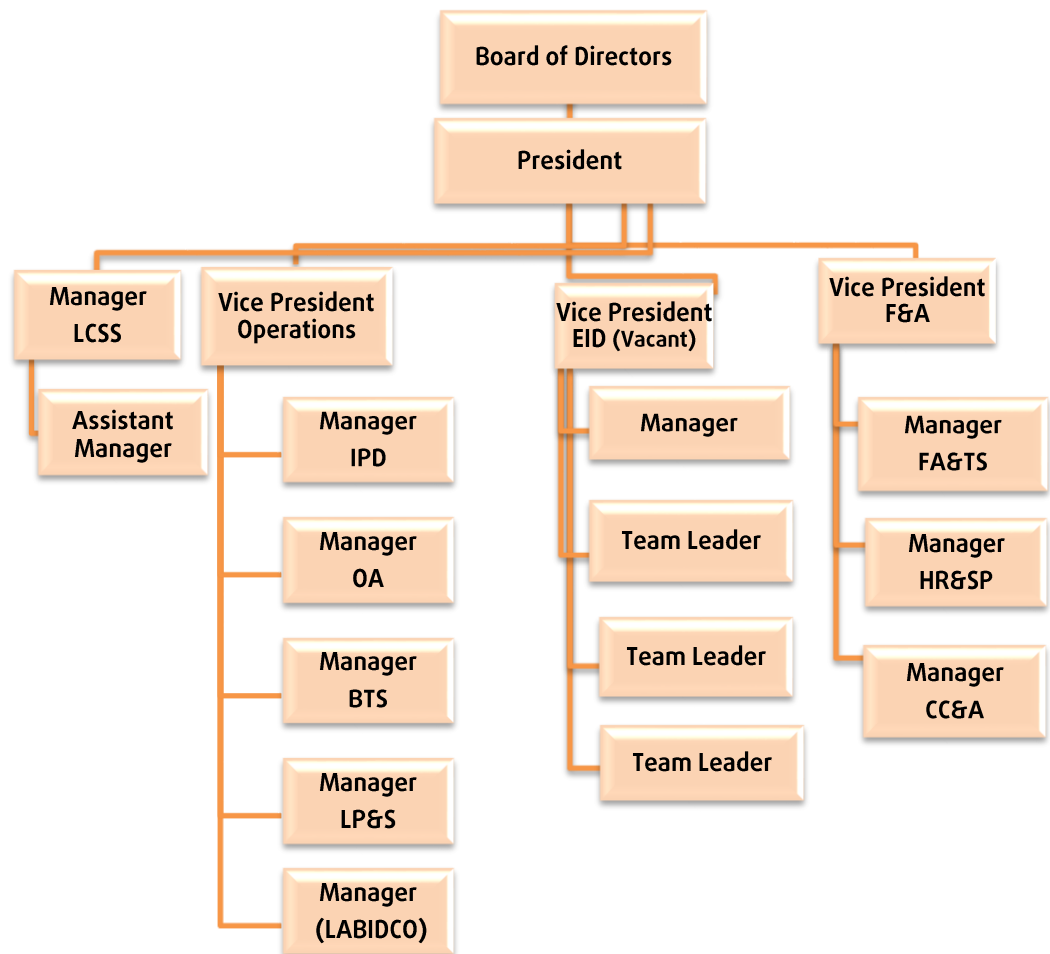 Board of Directors
President
Manager
LCSS
Assistant
Manager
Vice President
Operations
Manager
IPD
Manager
OA
Manager
BTS
Manager
LP&S
Manager
(LABIDCO)
Vice President
EID (Vacant)
Manager
Team Leader
Team Leader
Team Leader
Vice President
F&A
Manager
FA&TS
Manager
HR&SP
Manager
CC&A